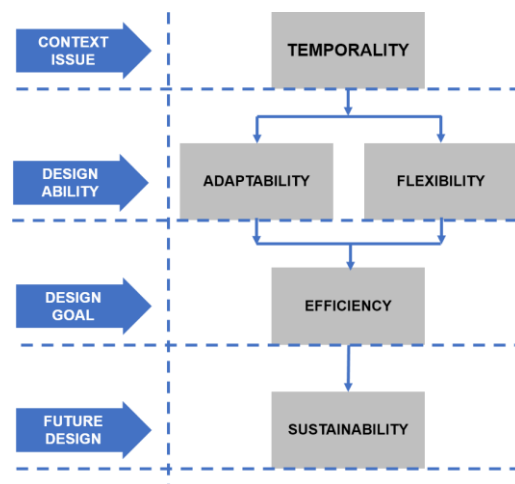 CONTEXT
ISSUE
TEMPORALITY
DESIGN
ABILITY
ADAPTABILITY
FLEXIBILITY
DESIGN
GOAL
EFFICIENCY
FUTURE
DESIGN
SUSTAINABILITY